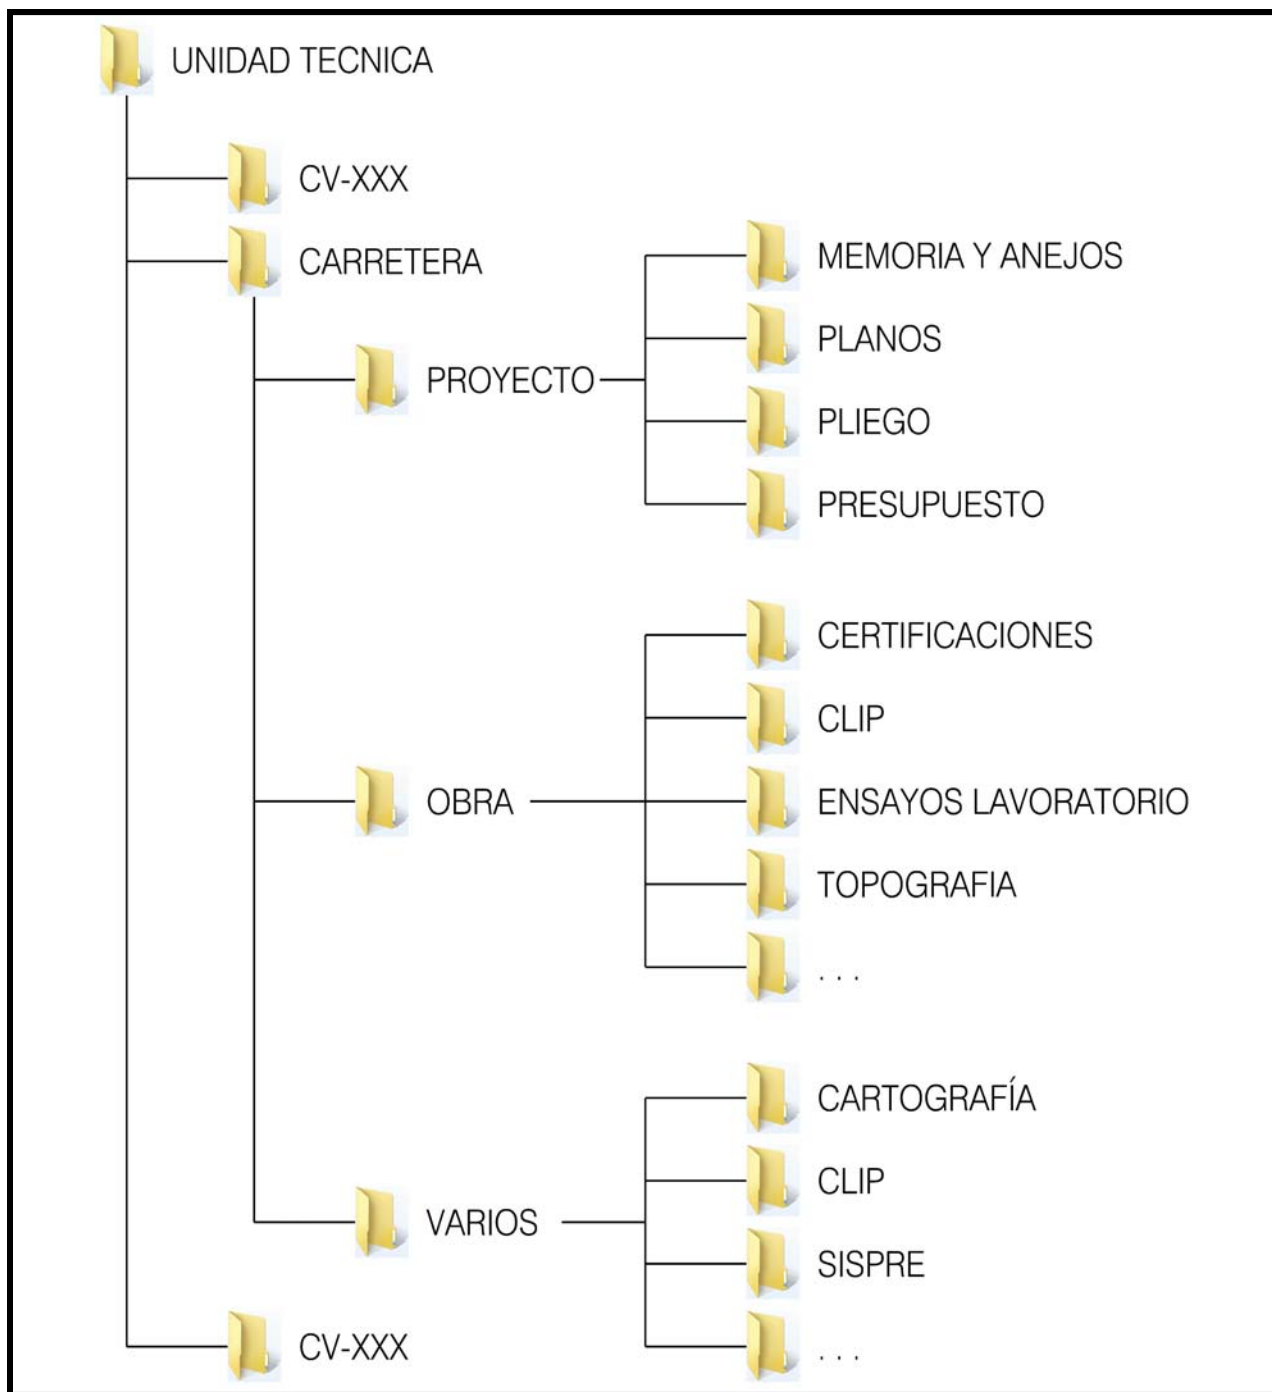 UNIDAD TECNICA
CV-XXX
CARRETERA
PROYECTO
MEMORIA Y ANEJOS
PLANOS
PLIEGO
PRESUPUESTO
OBRA
CERTIFICACIONES
CLIP
ENSAYOS LAVORATORIO
TOPOGRAFIA
. . .
VARIOS
CARTOGRAFÍA
CLIP
SISPRE
. . .
CV-XXX